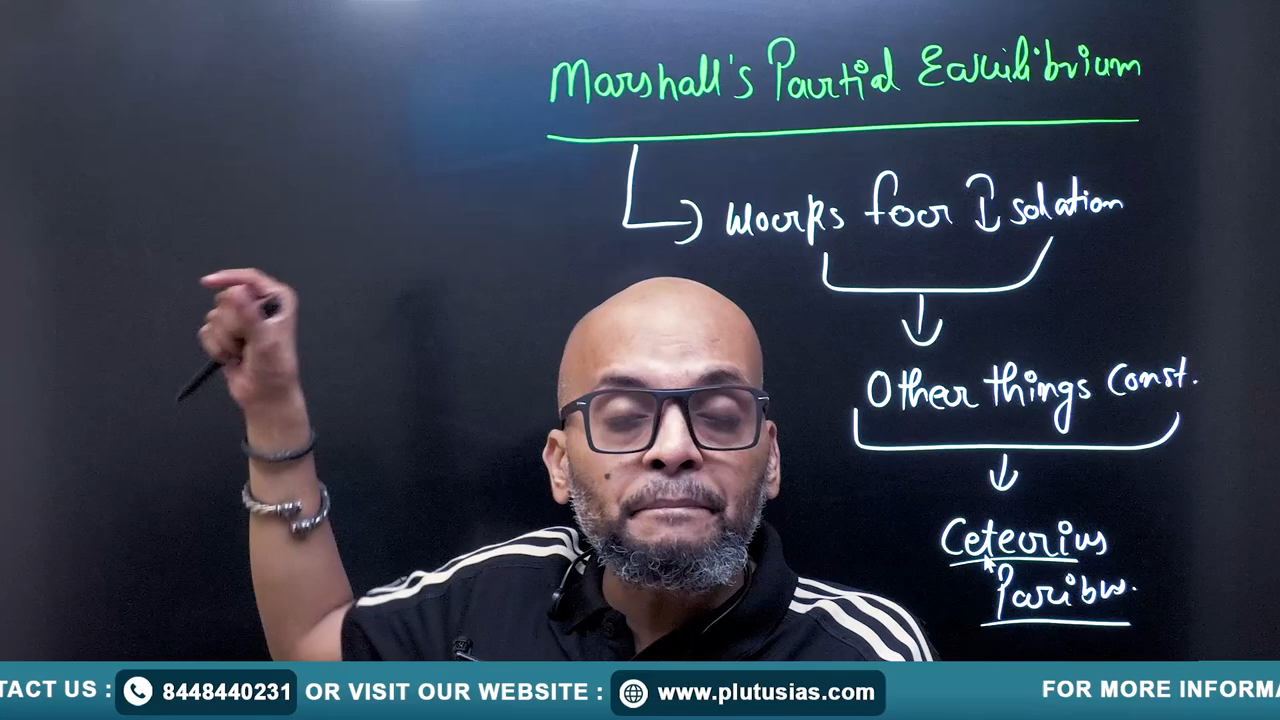 Marshall's Partial Equilibrium
Works for Isolation
Other things Const.
Ceterius
Paribus.
TACT US : 8448440231 OR VISIT OUR WEBSITE : www.plutusias.com FOR MORE INFORMA